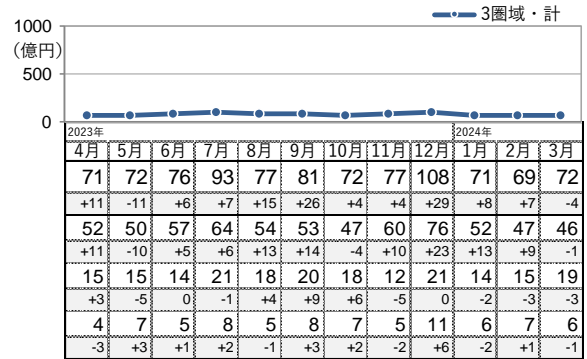 3圏域・計
1000
(億円)
500
0
2023年 2024年
4月 5月 6月 7月 8月 9月 10月 11月 12月 1月 2月 3月
71 72 76 93 77 81 72 77 108 71 69 72
+11 -11 +6 +7 +15 +26 +4 +4 +29 +8 +7 -4
52 50 57 64 54 53 47 60 76 52 47 46
+11 -10 +5 +6 +13 +14 -4 +10 +23 +13 +9 -1
15 15 14 21 18 20 18 12 21 14 15 19
+3 -5 0 -1 +4 +9 +6 -5 0 -2 -3 -3
4 7 5 8 5 8 7 5 11 6 7 6
-3 +3 +1 +2 -1 +3 +2 -2 +6 -2 +1 -1